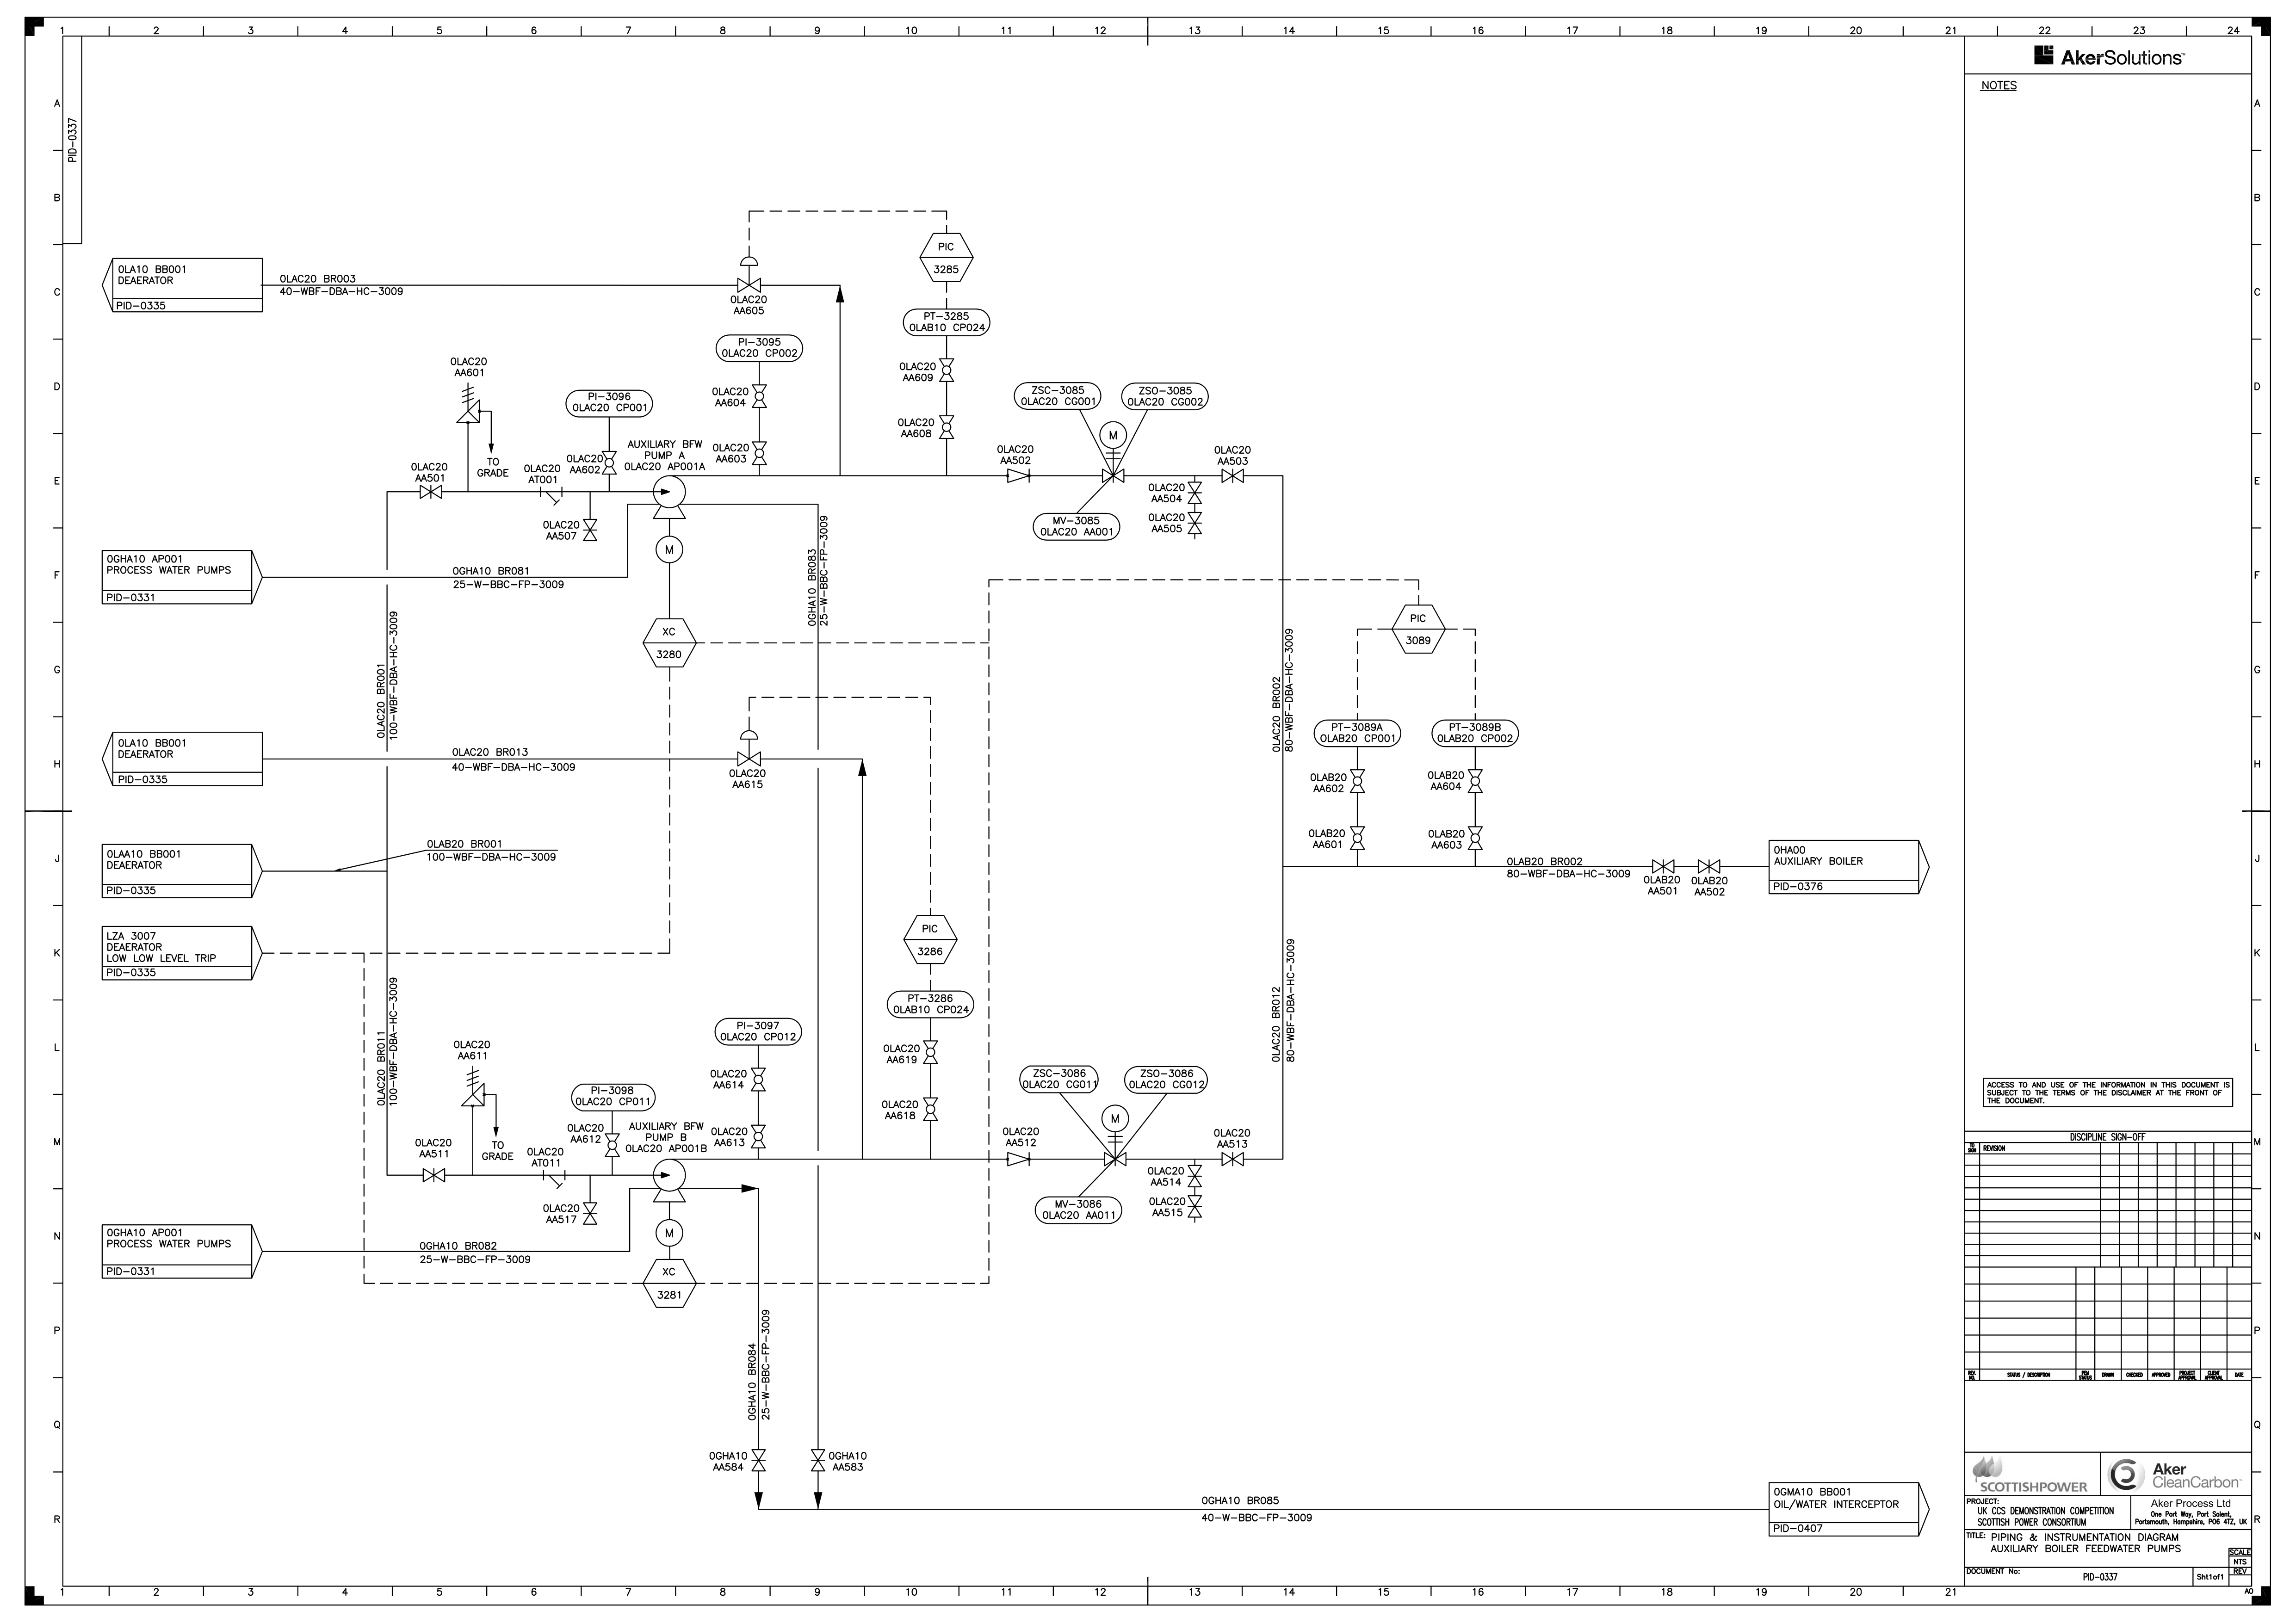 1 2 3 4 5 6 7 8 9 10 11 12 13 14 15 16 17 18 19 20 21 22 23 24
A
B
C
D
E
F
G
H
J
K
L
M
N
P
Q
R
PID-0337
AkerSolutions
NOTES
PIC
3285
0LA10 BB001
DEAERATOR
PID-0335
0LAC20 BR003
40-WBF-DBA-HC-3009
0LAC20
AA605
PT-3285
0LAB10 CP024
PI-3095
0LAC20 CP002
0LAC20
AA601
0LAC20
AA609
0LAC20
AA604
PI-3096
0LAC20 CP001
ZSC-3085
0LAC20 CG001
ZSO-3085
0LAC20 CG002
M
0LAC20
AA608
AUXILIARY BFW
PUMP A
0LAC20 AP001A
0LAC20
AA603
0LAC20
AA602
TO
GRADE
0LAC20
AA501
0LAC20
AT001
0LAC20
AA502
0LAC20
AA503
0LAC20
AA504
0LAC20
AA505
0LAC20
AA507
MV-3085
0LAC20 AA001
M
0GHA10 AP001
PROCESS WATER PUMPS
PID-0331
0GHA10 BR081
25-W-BBC-FP-3009
0GHA10 BR083
25-W-BBC-FP-3009
XC
3280
PIC
3089
0LAC20 BR001
100-WBF-DBA-HC-3009
0LAC20 BR002
80-WBF-DBA-HC-3009
0LA10 BB001
DEAERATOR
PID-0335
0LAC20 BR013
40-WBF-DBA-HC-3009
0LAC20
AA615
PT-3089A
0LAB20 CP001
PT-3089B
0LAB20 CP002
0LAB20
AA602
0LAB20
AA604
0LAB20
AA601
0LAB20
AA603
0LAA10 BB001
DEAERATOR
PID-0335
0LAB20 BR001
100-WBF-DBA-HC-3009
0LAB20 BR002
80-WBF-DBA-HC-3009
0LAB20
AA501
0LAB20
AA502
0HA00
AUXILIARY BOILER
PID-0376
LZA 3007
DEAERATOR
LOW LOW LEVEL TRIP
PID-0335
PIC
3286
PT-3286
0LAB10 CP024
0LAC20 BR011
100-WBF-DBA-HC-3009
0LAC20 BR012
80-WBF-DBA-HC-3009
PI-3097
0LAC20 CP012
0LAC20
AA611
0LAC20
AA619
0LAC20
AA614
PI-3098
0LAC20 CP011
ZSC-3086
0LAC20 CG011
ZSO-3086
0LAC20 CG012
M
0LAC20
AA618
AUXILIARY BFW
PUMP B
0LAC20 AP001B
0LAC20
AA613
0LAC20
AA612
TO
GRADE
0LAC20
AA511
0LAC20
AT011
0LAC20
AA512
0LAC20
AA513
0LAC20
AA514
0LAC20
AA515
0LAC20
AA517
MV-3086
0LAC20 AA011
M
0GHA10 AP001
PROCESS WATER PUMPS
PID-0331
0GHA10 BR082
25-W-BBC-FP-3009
XC
3281
0GHA10 BR084
25-W-BBC-FP-3009
0GHA10
AA584
0GHA10
AA583
0GHA10 BR085
40-W-BBC-FP-3009
0GMA10 BB001
OIL/WATER INTERCEPTOR
PID-0407
ACCESS TO AND USE OF THE INFORMATION IN THIS DOCUMENT IS
SUBJECT TO THE TERMS OF THE DISCLAIMER AT THE FRONT OF
THE DOCUMENT.
DISCIPLINE SIGN-OFF
TO SIGN REVISION
REV. NO. STATUS / DESCRIPTION PEM STATUS DRAWN CHECKED APPROVED PROJECT APPROVAL CLIENT APPROVAL DATE
SCOTTISHPOWER
Aker
CleanCarbon
PROJECT:
UK CCS DEMONSTRATION COMPETITION
SCOTTISH POWER CONSORTIUM
Aker Process Ltd
One Port Way, Port Solent,
Portsmouth, Hampshire, PO6 4TZ, UK
TITLE: PIPING & INSTRUMENTATION DIAGRAM
AUXILIARY BOILER FEEDWATER PUMPS
SCALE
NTS
REV
DOCUMENT No:
PID-0337
Sht1of1
A0